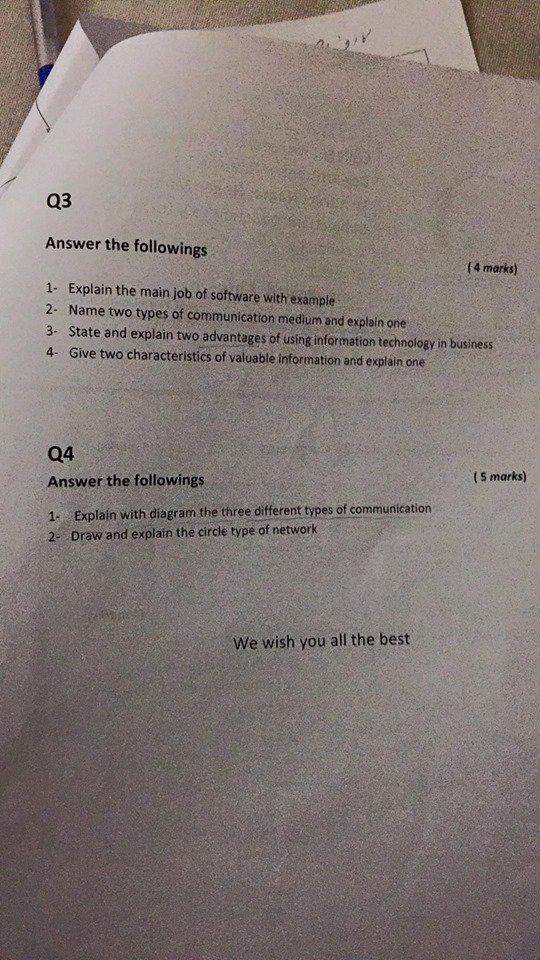 Q3
Answer the followings
( 4 marks)
1- Explain the main job of software with example
2- Name two types of communication medium and explain one
3- State and explain two advantages of using information technology in business
4- Give two characteristics of valuable Information and explain one
Q4
Answer the followings
( 5 marks)
1- Explain with diagram the three different types of communication
2- Draw and explain the circle type of network
We wish you all the best